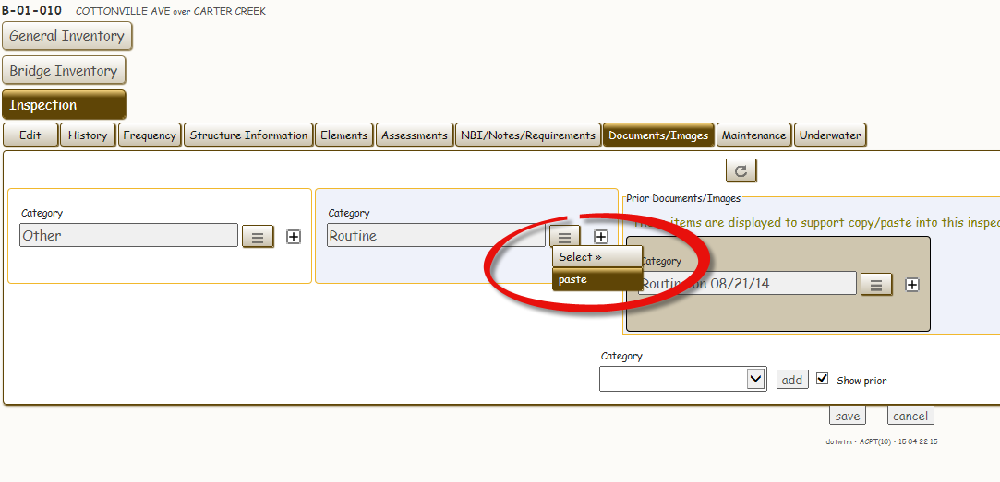 B-01-010 COTTONVILLE AVE over CARTER CREEK
General Inventory
Bridge Inventory
Inspection
Edit History Frequency Structure Information Elements Assessments NBI/Notes/Requirements Documents/Images Maintenance Underwater
Prior Documents/Images
Category Category
items are displayed to support copy/paste into this inspec
Other Routine
Select »
Category
paste
Routine on 08/21/14
Category
add Show prior
save cancel
dotwtm • ACPT(10) • 15-04-22-15